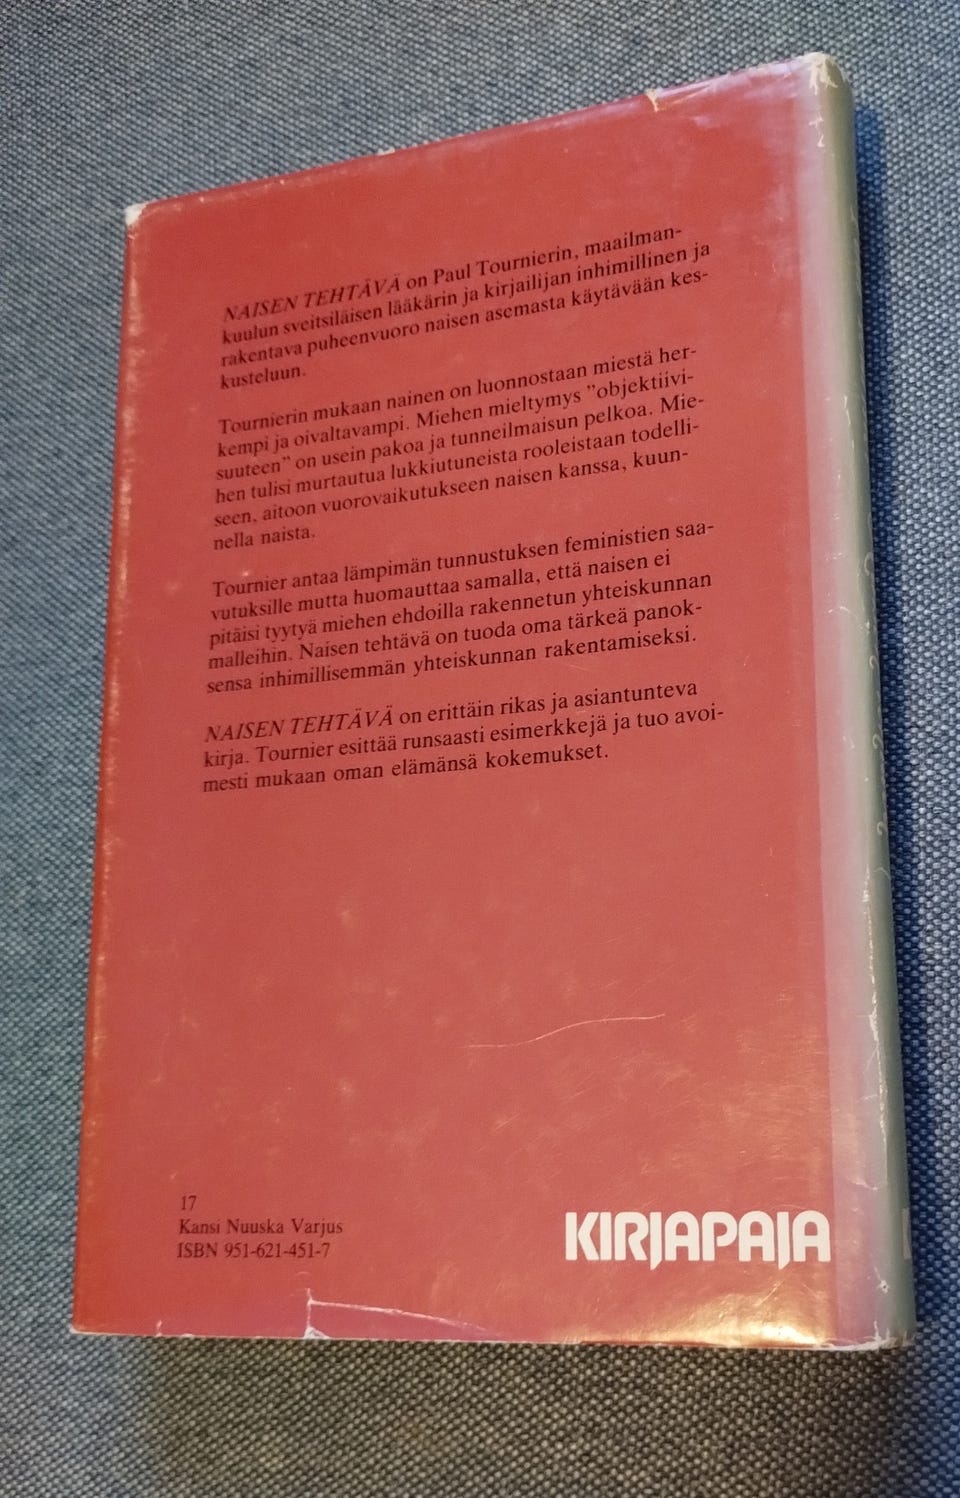 NAISEN TEHTÄVÄ on Paul Tournierin, maailman-
kuulun sveitsiläisen lääkärin ja kirjailijan inhimillinen ja
rakentava puheenvuoro naisen asemasta käytävään kes-
kusteluun.
Tournierin mukaan nainen on luonnostaan miestä her-
kempi ja oivaltavampi. Miehen mieltymys "objektiivi-
suuteen" on usein pakoa ja tunneilmaisun pelkoa. Mie-
hen tulisi murtautua lukkiutuneista rooleistaan todelli-
seen, aitoon vuorovaikutukseen naisen kanssa, kuun-
nella naista.
Tournier antaa lämpimän tunnustuksen feministien saa-
vutuksille mutta huomauttaa samalla, että naisen ei
pitäisi tyytyä miehen ehdoilla rakennetun yhteiskunnan
malleihin. Naisen tehtävä on tuoda oma tärkeä panok-
sensa inhimillisemmän yhteiskunnan rakentamiseksi.
NAISEN TEHTÄVÄ on erittäin rikas ja asiantunteva
kirja. Tournier esittää runsaasti esimerkkejä ja tuo avoi-
mesti mukaan oman elämänsä kokemukset.
17
Kansi Nuuska Varjus
ISBN 951-621-451-7
KIRJAPAJA